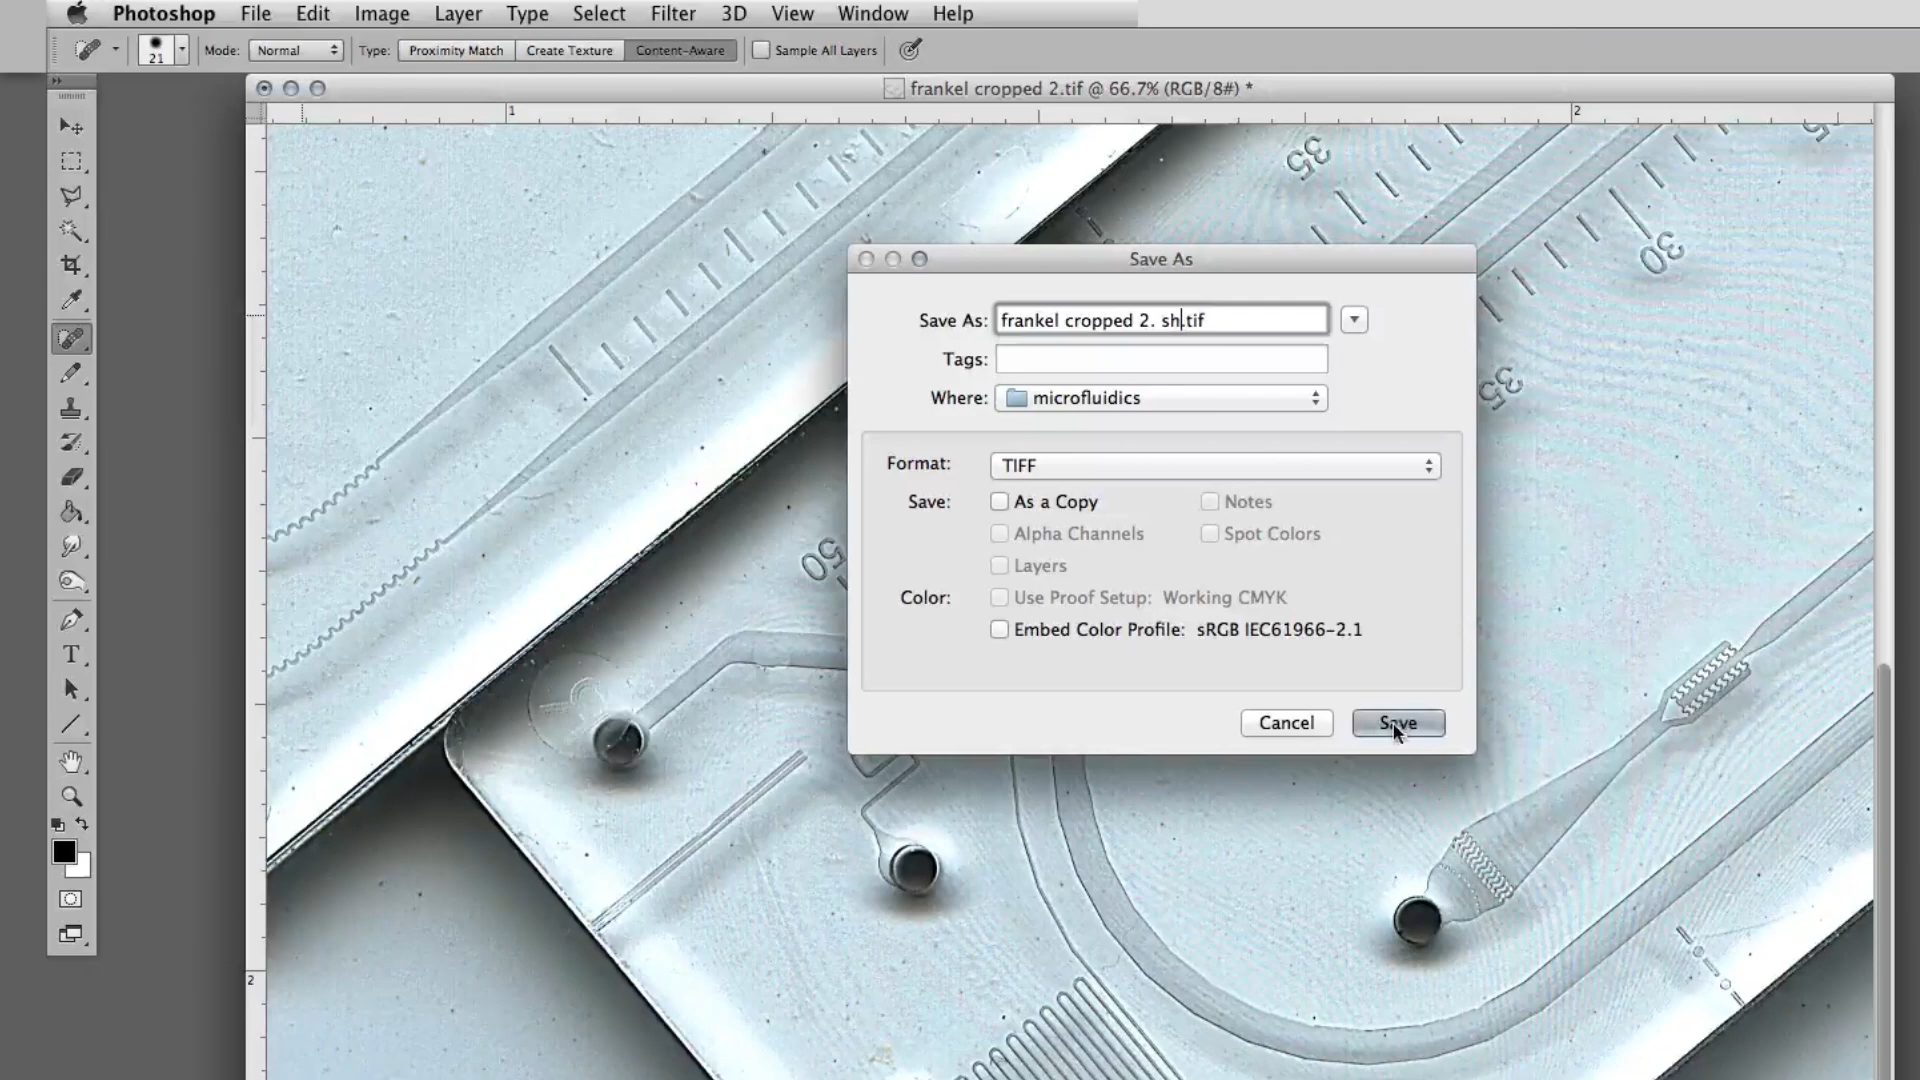 Photoshop File Edit Image Layer Type Select Filter 3D View Window Help
21 Mode: Normal Type: Proximity Match Create Texture Content-Aware Sample All Layers
frankel cropped 2.tif @ 66.7% (RGB/8#) *
1 2
35
30
35
50
Save As
Save As: frankel cropped 2. sh.tif
Tags:
Where: microfluidics
Format: TIFF
Save: As a Copy Notes
Alpha Channels Spot Colors
Layers
Color: Use Proof Setup: Working CMYK
Embed Color Profile: sRGB IEC61966-2.1
Cancel Save
T
2